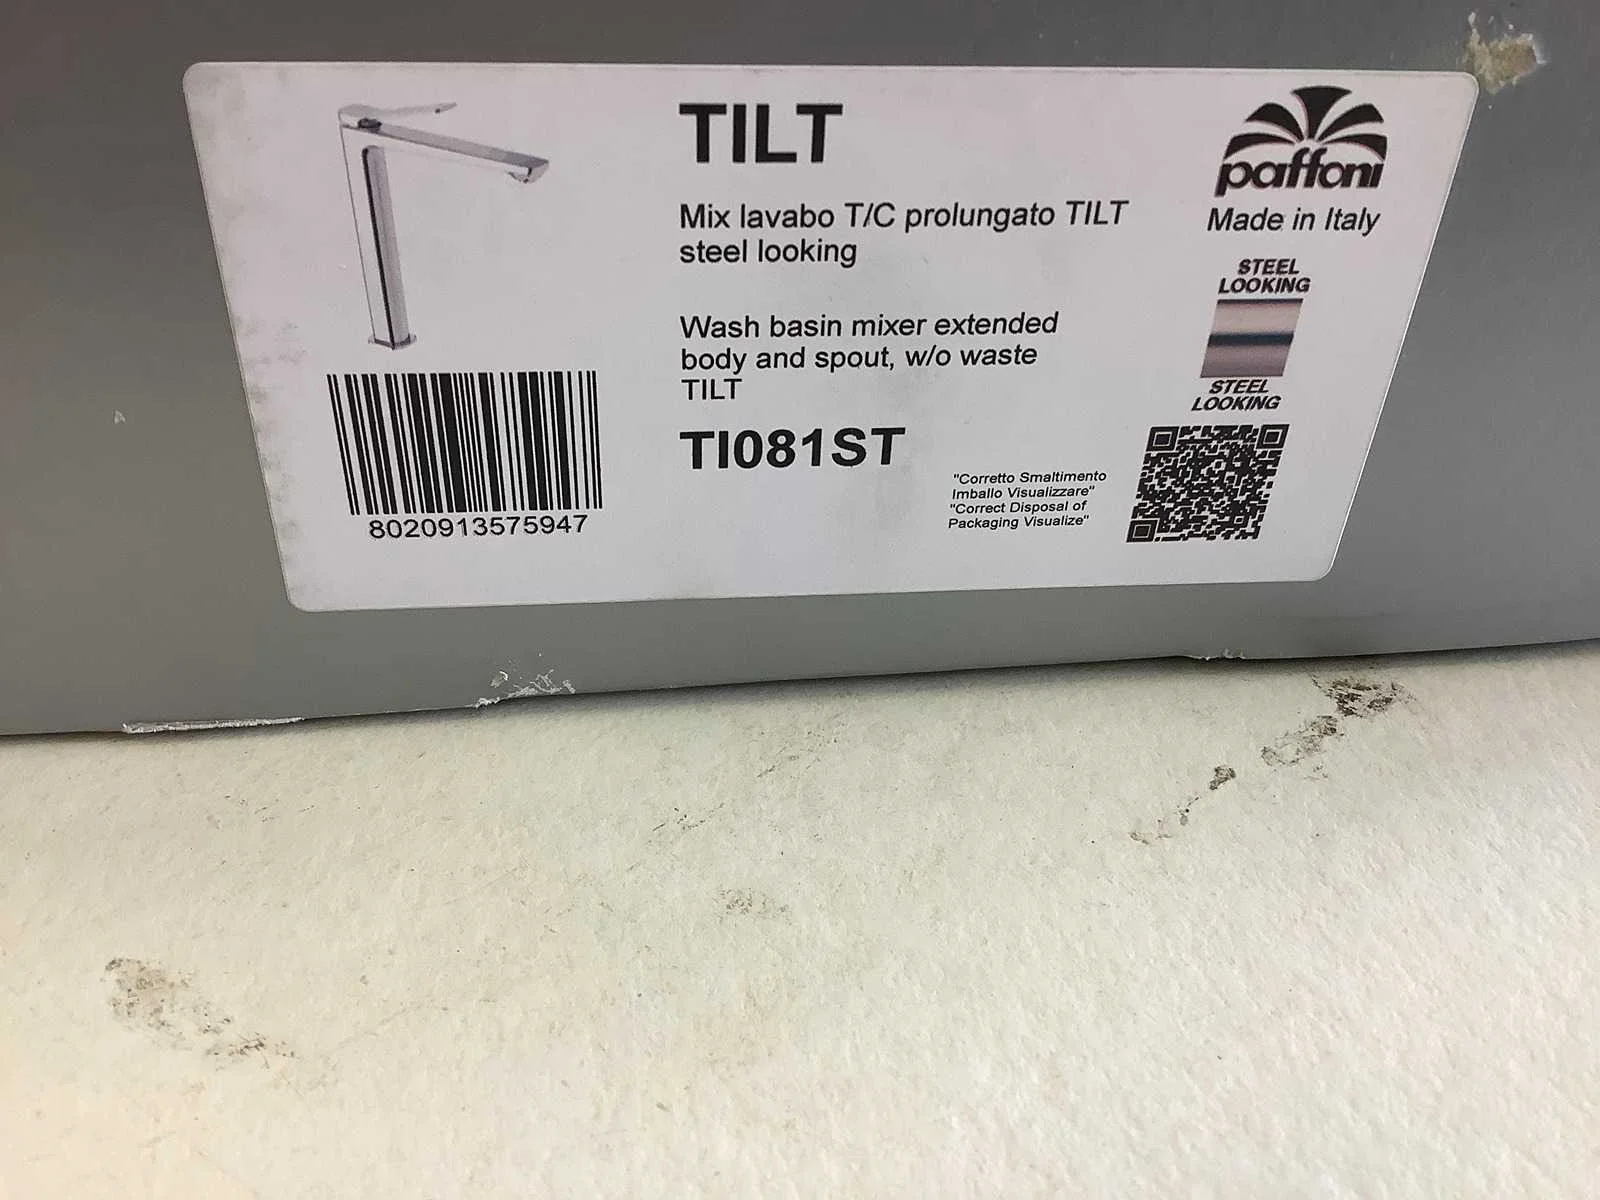 TILT
Mix lavabo T/C prolungato TILT
steel looking
Wash basin mixer extended
body and spout, w/o waste
TILT
TI081ST
8020913575947
paffoni
Made in Italy
STEEL
LOOKING
STEEL
LOOKING
"Corretto Smaltimento
Imballo Visualizzare"
"Correct Disposal of
Packaging Visualize"